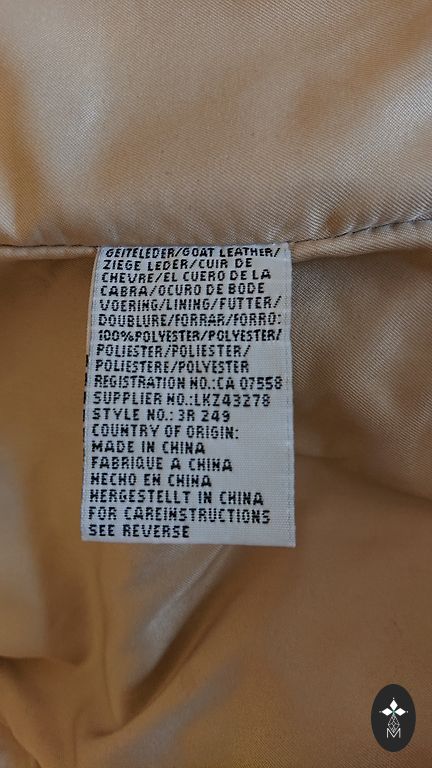 GEITELEDER/GOAT LEATHER/
ZIEGE LEDER/CUIR DE
CHEVRE/EL CUERO DE LA
CABRA/OCURO DE BODE
VOERING/LINING/FUTTER/
DOUBLURE/FORRAR/FORRO:
100%POLYESTER/POLYESTER/
POLIESTER/POLIESTER/
POLIESTERE/POLYESTER
REGISTRATION NO.:CA 07558
SUPPLIER NO.:LKZ43278
STYLE NO.: 3R 249
COUNTRY OF ORIGIN:
MADE IN CHINA
FABRIQUE A CHINA
HECHO EN CHINA
HERGESTELLT IN CHINA
FOR CAREINSTRUCTIONS
SEE REVERSE
M